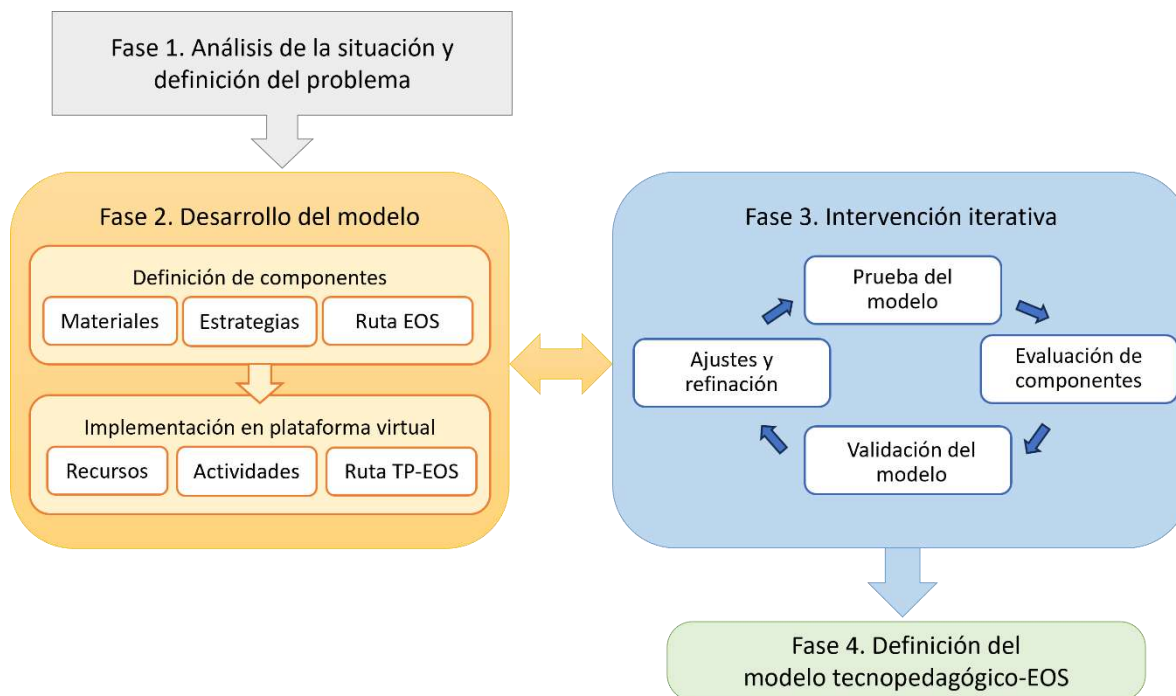 Fase 1. Análisis de la situación y
definición del problema
Fase 2. Desarrollo del modelo
Definición de componentes
Materiales
Estrategias
Ruta EOS
Implementación en plataforma virtual
Recursos
Actividades
Ruta TP-EOS
Fase 3. Intervención iterativa
Prueba del
modelo
Evaluación de
componentes
Validación del
modelo
Ajustes y
refinación
Fase 4. Definición del
modelo tecnopedagógico-EOS